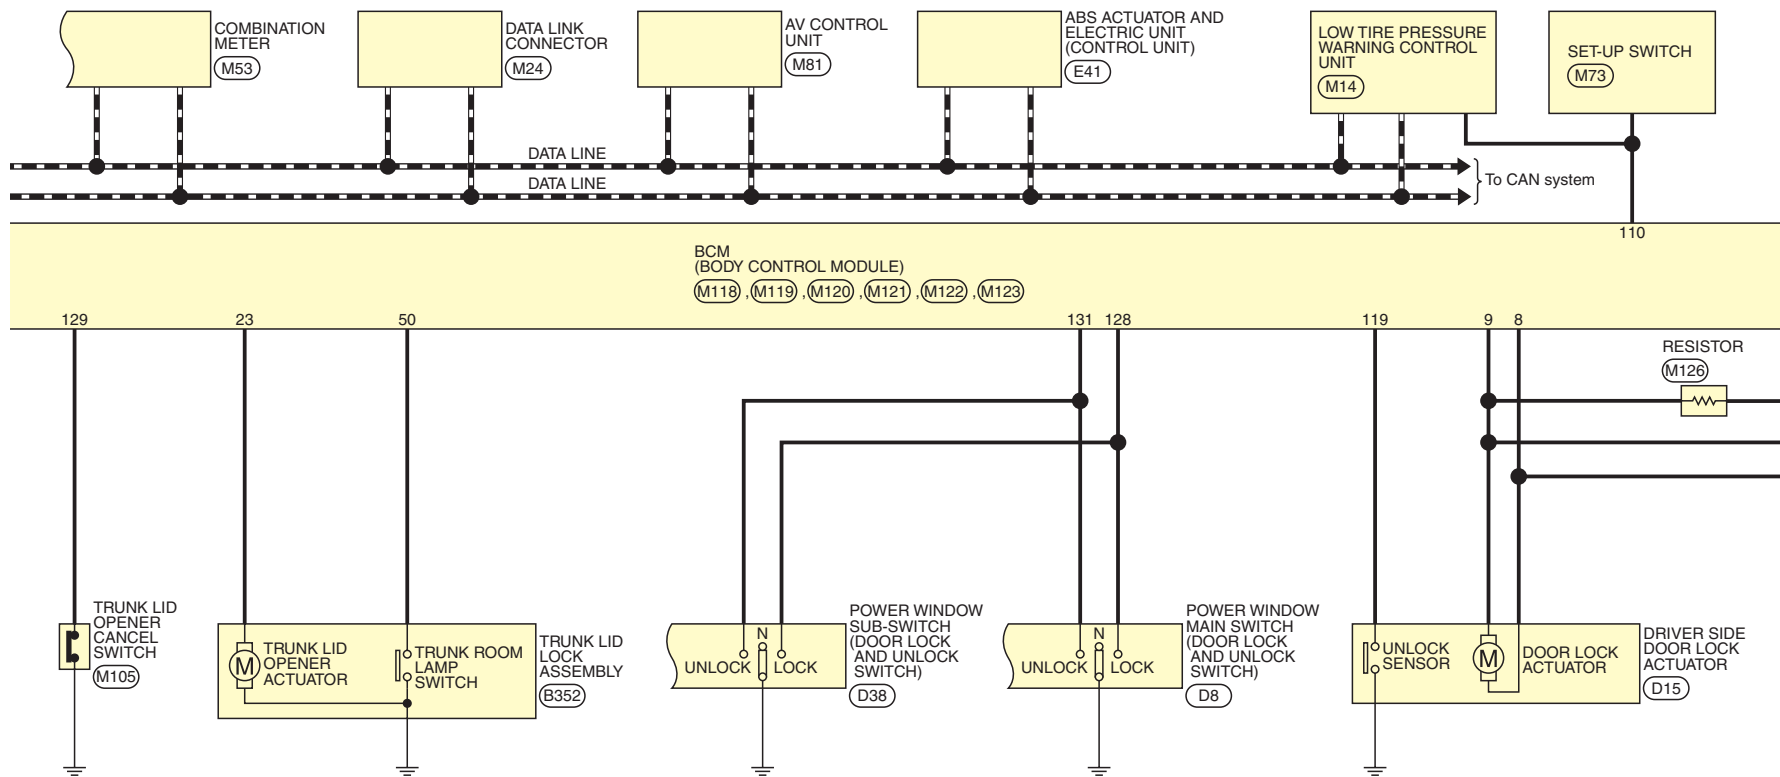 COMBINATION
METER
M53
DATA LINK
CONNECTOR
M24
AV CONTROL
UNIT
M81
ABS ACTUATOR AND
ELECTRIC UNIT
(CONTROL UNIT)
E41
LOW TIRE PRESSURE
WARNING CONTROL
UNIT
M14
SET-UP SWITCH
M73
DATA LINE
DATA LINE
To CAN system
110
BCM
(BODY CONTROL MODULE)
M118 , M119 , M120 , M121 , M122 , M123
129 23 50 131 128 119 9 8
RESISTOR
M126
TRUNK LID
OPENER
CANCEL
SWITCH
M105
M
TRUNK LID
OPENER
ACTUATOR
TRUNK ROOM
LAMP
SWITCH
TRUNK LID
LOCK
ASSEMBLY
B352
UNLOCK N LOCK
POWER WINDOW
SUB-SWITCH
(DOOR LOCK
AND UNLOCK
SWITCH)
D38
UNLOCK N LOCK
POWER WINDOW
MAIN SWITCH
(DOOR LOCK
AND UNLOCK
SWITCH)
D8
UNLOCK
SENSOR
M
DOOR LOCK
ACTUATOR
DRIVER SIDE
DOOR LOCK
ACTUATOR
D15